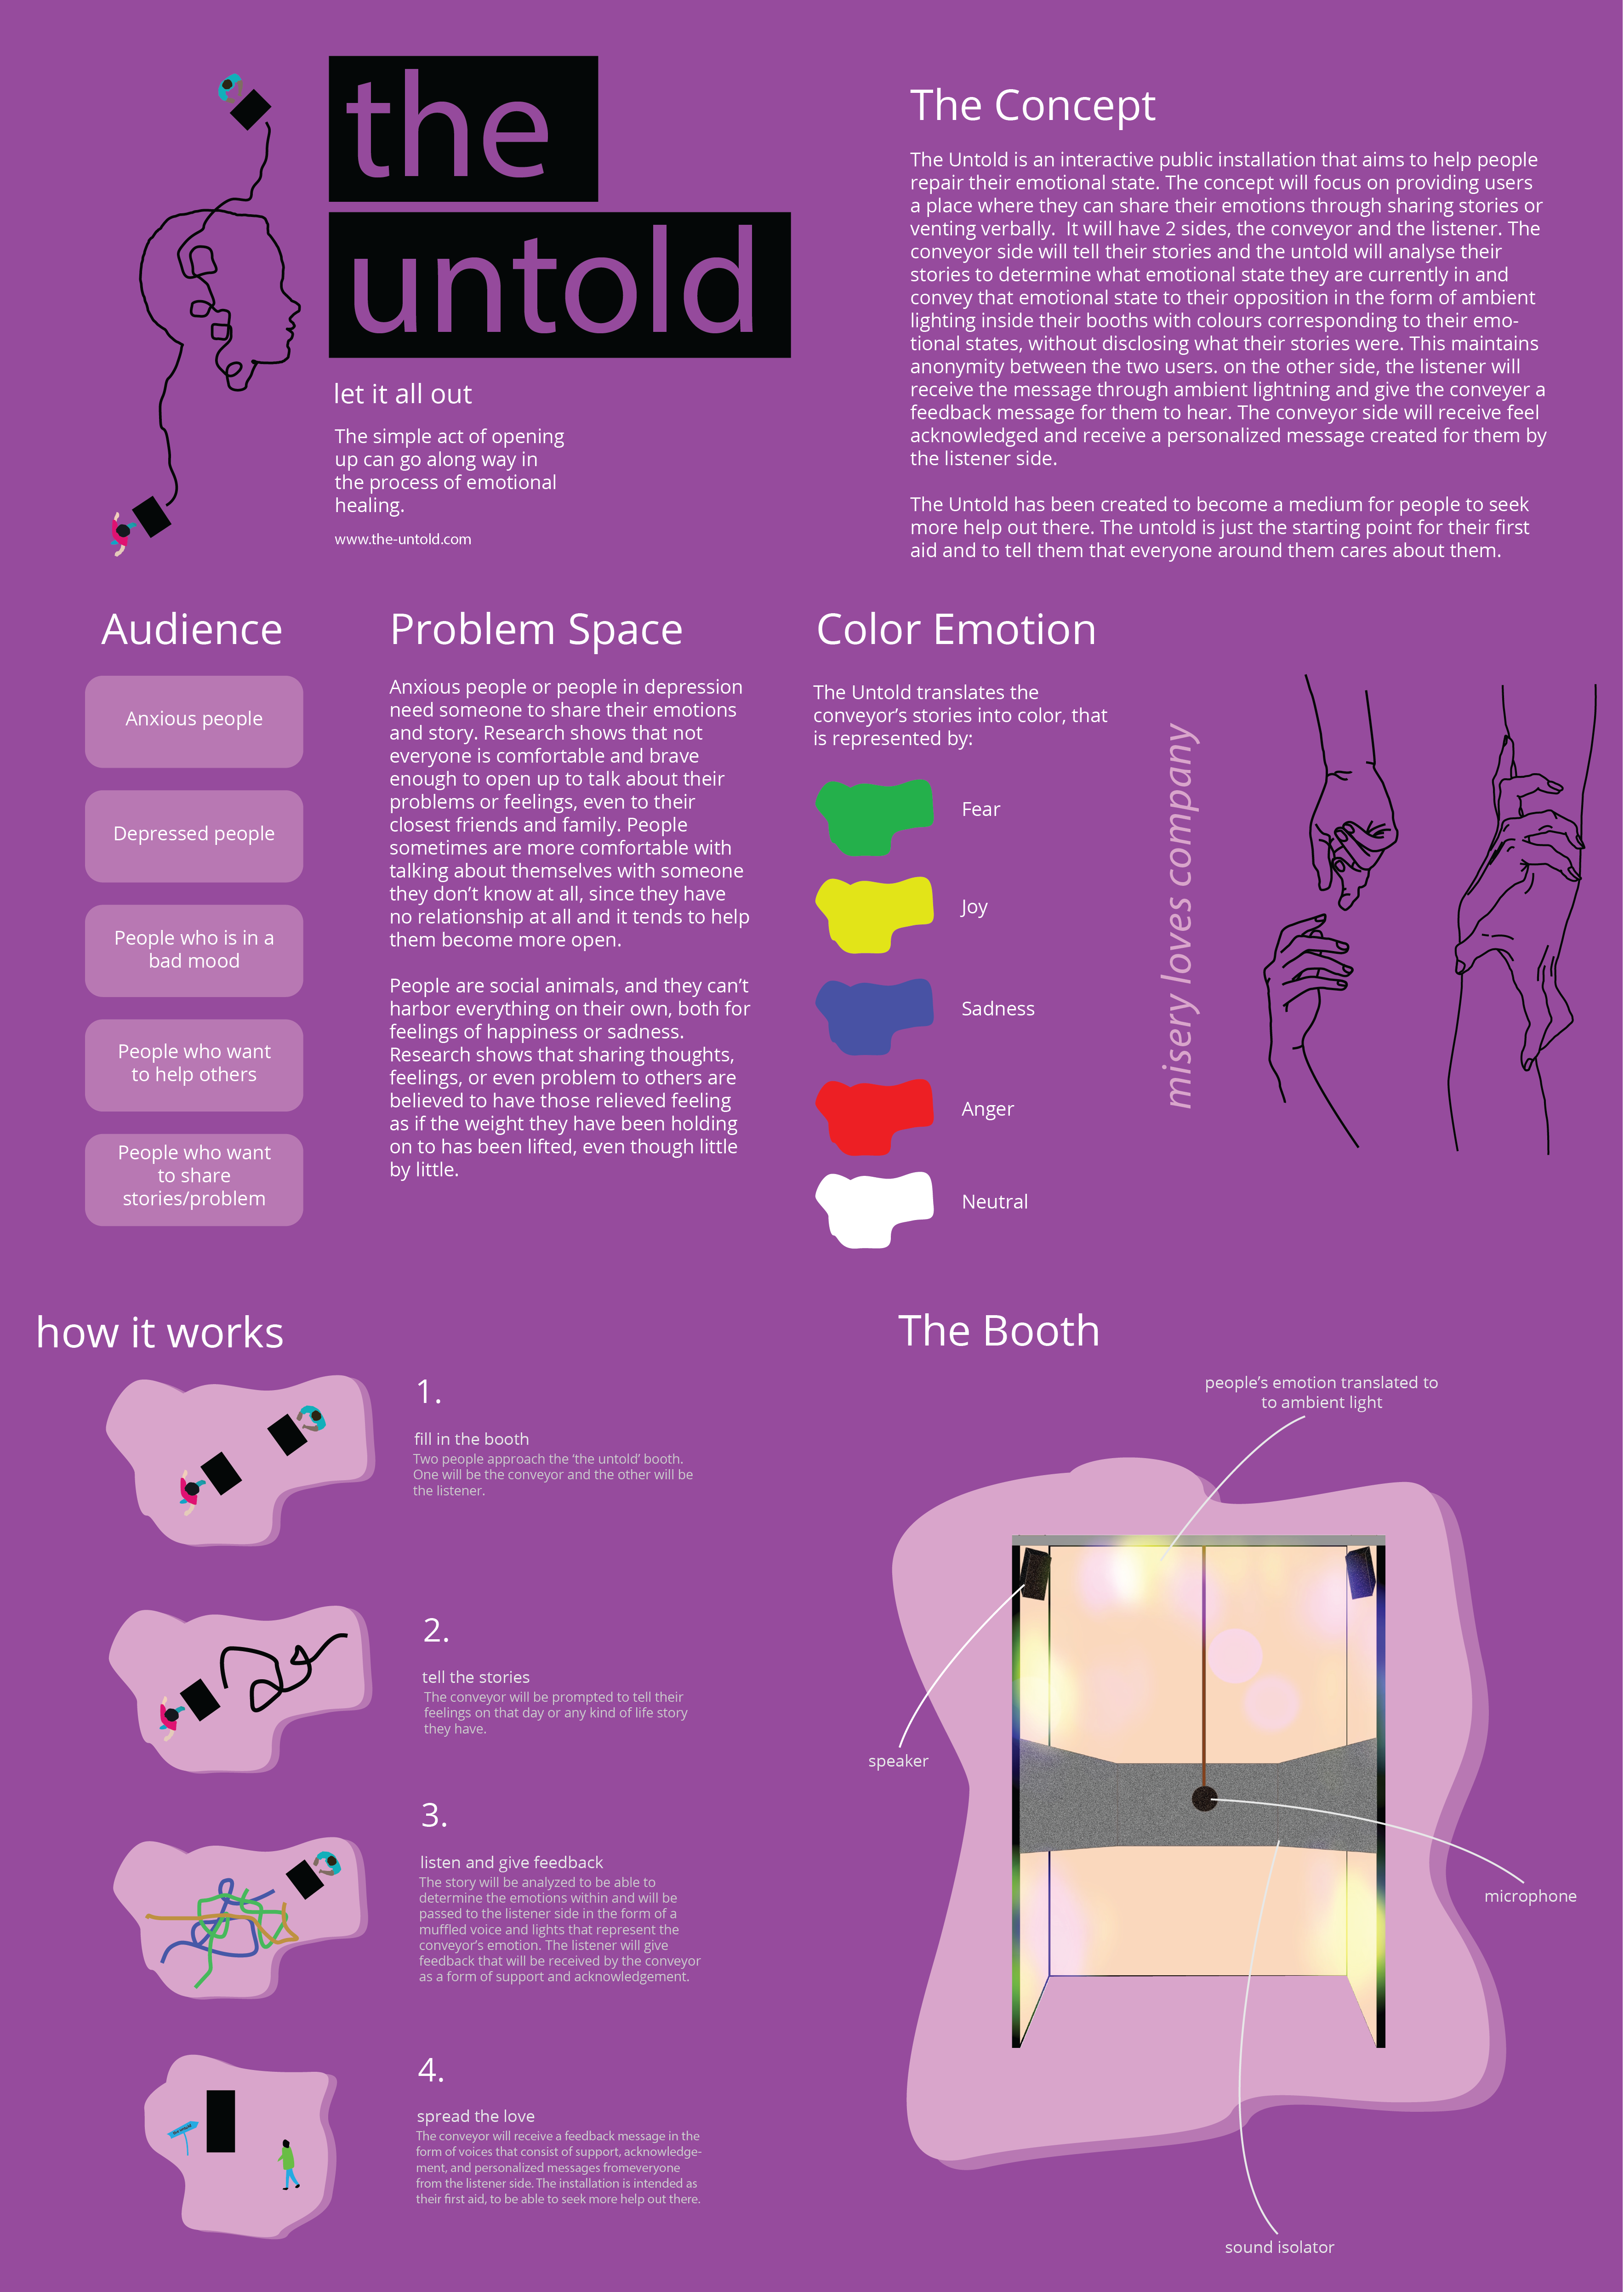 the
untold
let it all out
The simple act of opening
up can go along way in
the process of emotional
healing.
www.the-untold.com
The Concept
The Untold is an interactive public installation that aims to help people
repair their emotional state. The concept will focus on providing users
a place where they can share their emotions through sharing stories or
venting verbally.  It will have 2 sides, the conveyor and the listener. The
conveyor side will tell their stories and the untold will analyse their
stories to determine what emotional state they are currently in and
convey that emotional state to their opposition in the form of ambient
lighting inside their booths with colours corresponding to their emo-
tional states, without disclosing what their stories were. This maintains
anonymity between the two users. on the other side, the listener will
receive the message through ambient lightning and give the conveyer a
feedback message for them to hear. The conveyor side will receive feel
acknowledged and receive a personalized message created for them by
the listener side.
The Untold has been created to become a medium for people to seek
more help out there. The untold is just the starting point for their first
aid and to tell them that everyone around them cares about them.
Audience
Anxious people
Depressed people
People who is in a
bad mood
People who want
to help others
People who want
to share
stories/problem
Problem Space
Anxious people or people in depression
need someone to share their emotions
and story. Research shows that not
everyone is comfortable and brave
enough to open up to talk about their
problems or feelings, even to their
closest friends and family. People
sometimes are more comfortable with
talking about themselves with someone
they don't know at all, since they have
no relationship at all and it tends to help
them become more open.
People are social animals, and they can't
harbor everything on their own, both for
feelings of happiness or sadness.
Research shows that sharing thoughts,
feelings, or even problem to others are
believed to have those relieved feeling
as if the weight they have been holding
on to has been lifted, even though little
by little.
Color Emotion
The Untold translates the
conveyor's stories into color, that
is represented by:
Fear
Joy
Sadness
Anger
Neutral
misery loves company
how it works
1.
fill in the booth
Two people approach the 'the untold' booth.
One will be the conveyor and the other will be
the listener.
2.
tell the stories
The conveyor will be prompted to tell their
feelings on that day or any kind of life story
they have.
3.
listen and give feedback
The story will be analyzed to be able to
determine the emotions within and will be
passed to the listener side in the form of a
muffled voice and lights that represent the
conveyor's emotion. The listener will give
feedback that will be received by the conveyor
as a form of support and acknowledgement.
4.
spread the love
The conveyor will receive a feedback message in the
form of voices that consist of support, acknowledge-
ment, and personalized messages fromeveryone
from the listener side. The installation is intended as
their first aid, to be able to seek more help out there.
The Booth
people's emotion translated to
to ambient light
speaker
microphone
sound isolator